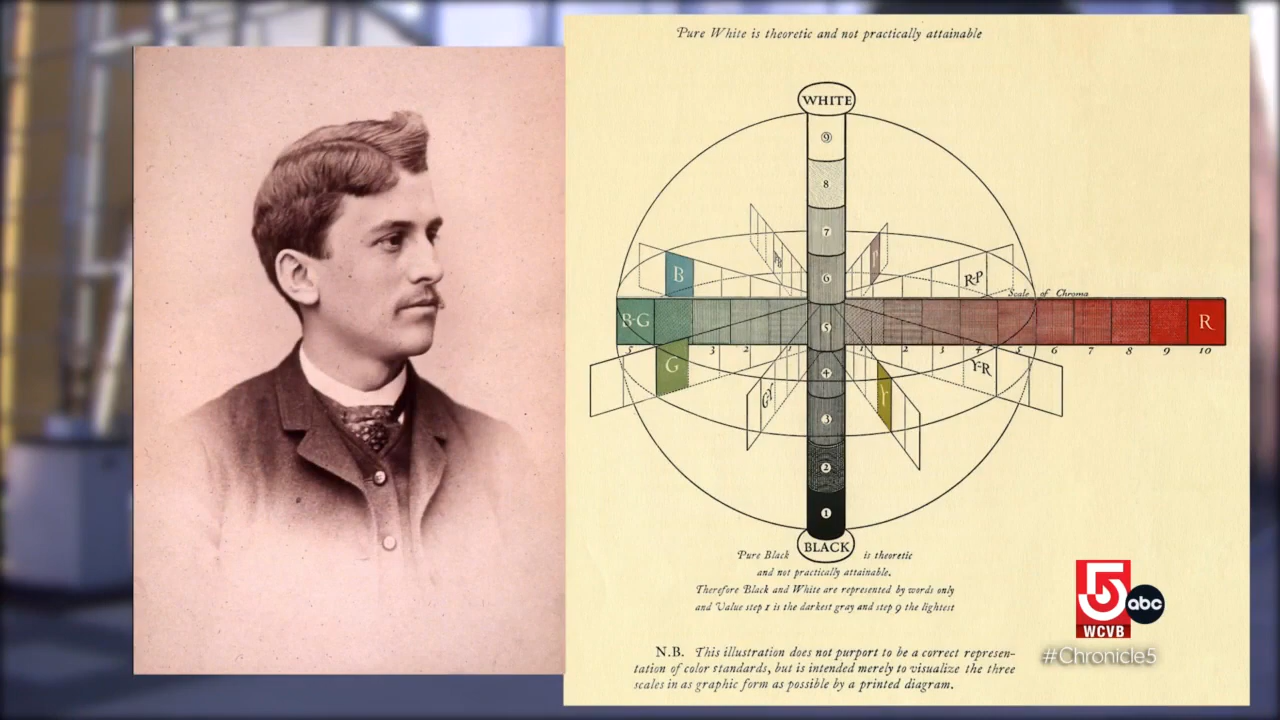 Pure White is theoretic and not practically attainable
WHITE
9
8
7
6
5
4
3
2
1
BLACK
B
PB
P
R-P
Scale of Chroma
B-G
R
5
3
2
1
1
2
3
4
5
6
7
8
9
10
G
GY
Y
Y-R
Pure Black is theoretic
and not practically attainable.
Therefore Black and White are represented by words only
and Value step 1 is the darkest gray and step 9 the lightest
N.B. This illustration does not purport to be a correct represen-
tation of color standards, but is intended merely to visualize the three
scales in as graphic form as possible by a printed diagram.
5
abc
WCVB
#Chronicle5